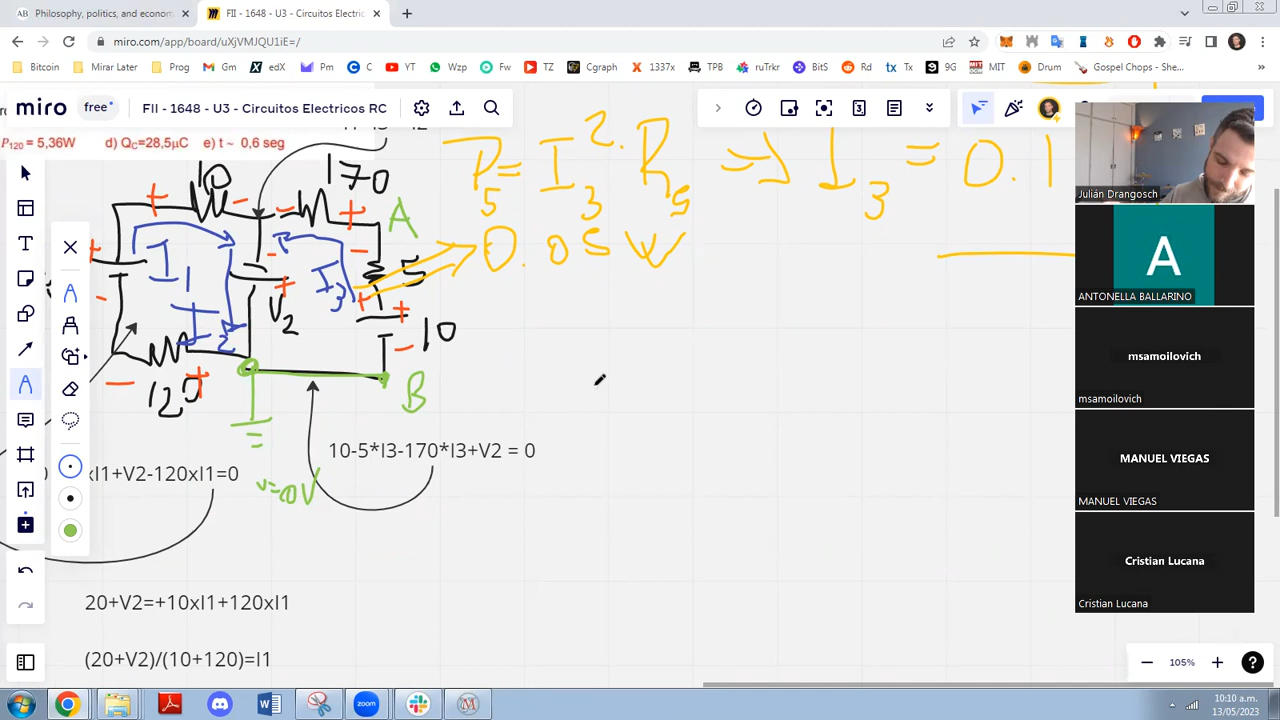 Philosophy, politics, and econom
FII - 1648 - U3 - Circuitos Electric
miro.com/app/board/uXjVMJQU1iE=/
Bitcoin
Mirar Later
Prog
Gm
edX
Pm
C
YT
Wzp
Fw
TZ
Cgraph
1337x
TPB
ruTrkr
BitS
Rd
Tx
9G
MIT
Drum
Gospel Chops - She...
miro
free
FII - 1648 - U3 - Circuitos Electricos RC
P120 = 5,36W d) QC=28,5μC e) t ~ 0,6 seg
10
170
A
P5 = I3^2 . R5 => I3 = 0.1
0.05 W
I1
I3
5
V2
I2
10
120
B
10-5*I3-170*I3+V2 = 0
xI1+V2-120xI1=0
v=0V
20+V2=+10xI1+120xI1
(20+V2)/(10+120)=I1
Julián Drangosch
A
ANTONELLA BALLARINO
msamoilovich
msamoilovich
MANUEL VIEGAS
MANUEL VIEGAS
Cristian Lucana
Cristian Lucana
105%
zoom
10:10 a.m.
13/05/2023